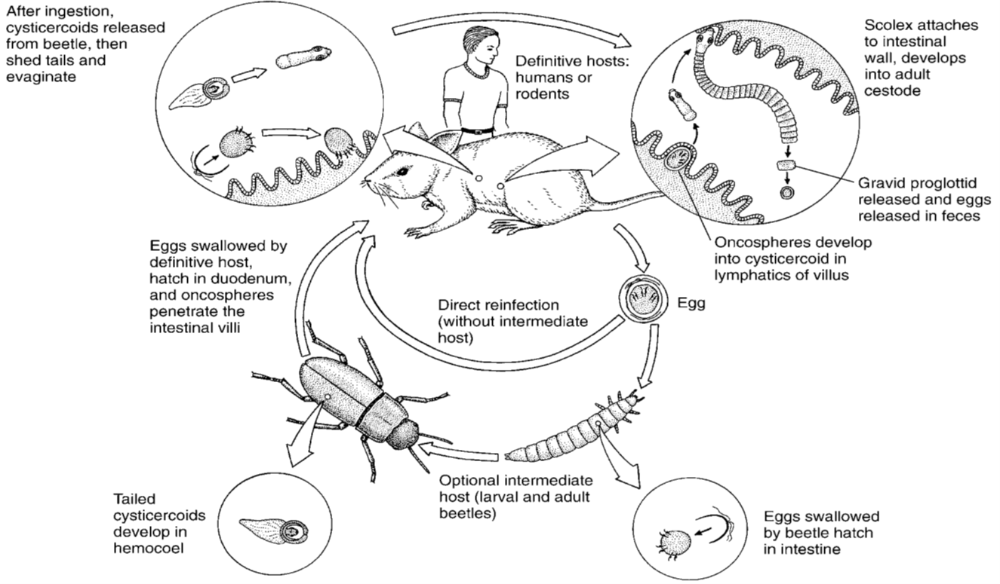 After ingestion,
cysticercoids released
from beetle, then
shed tails and
evaginate
Definitive hosts:
humans or
rodents
Scolex attaches
to intestinal
wall, develops
into adult
cestode
Gravid proglottid
released and eggs
released in feces
Oncospheres develop
into cysticercoid in
lymphatics of villus
Eggs swallowed by
definitive host,
hatch in duodenum,
and oncospheres
penetrate the
intestinal villi
Direct reinfection
(without intermediate
host)
Egg
Optional intermediate
host (larval and adult
beetles)
Tailed
cysticercoids
develop in
hemocoel
Eggs swallowed
by beetle hatch
in intestine